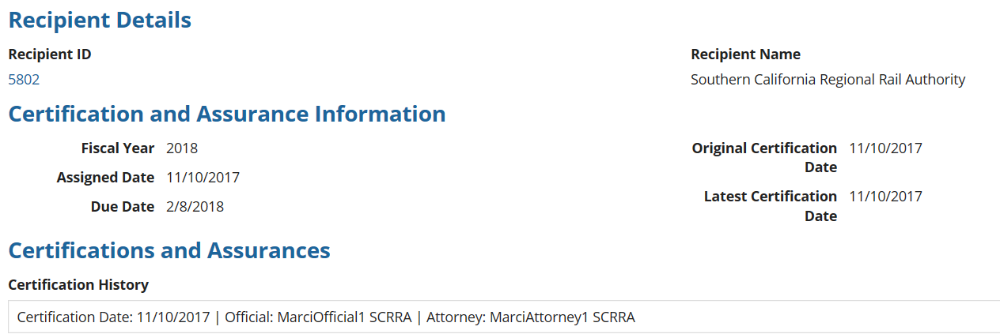 Recipient Details
Recipient ID
Recipient Name
5802
Southern California Regional Rail Authority
Certification and Assurance Information
Fiscal Year 2018
Original Certification Date 11/10/2017
Assigned Date 11/10/2017
Latest Certification Date 11/10/2017
Due Date 2/8/2018
Certifications and Assurances
Certification History
Certification Date: 11/10/2017 | Official: MarciOfficial1 SCRRA | Attorney: MarciAttorney1 SCRRA